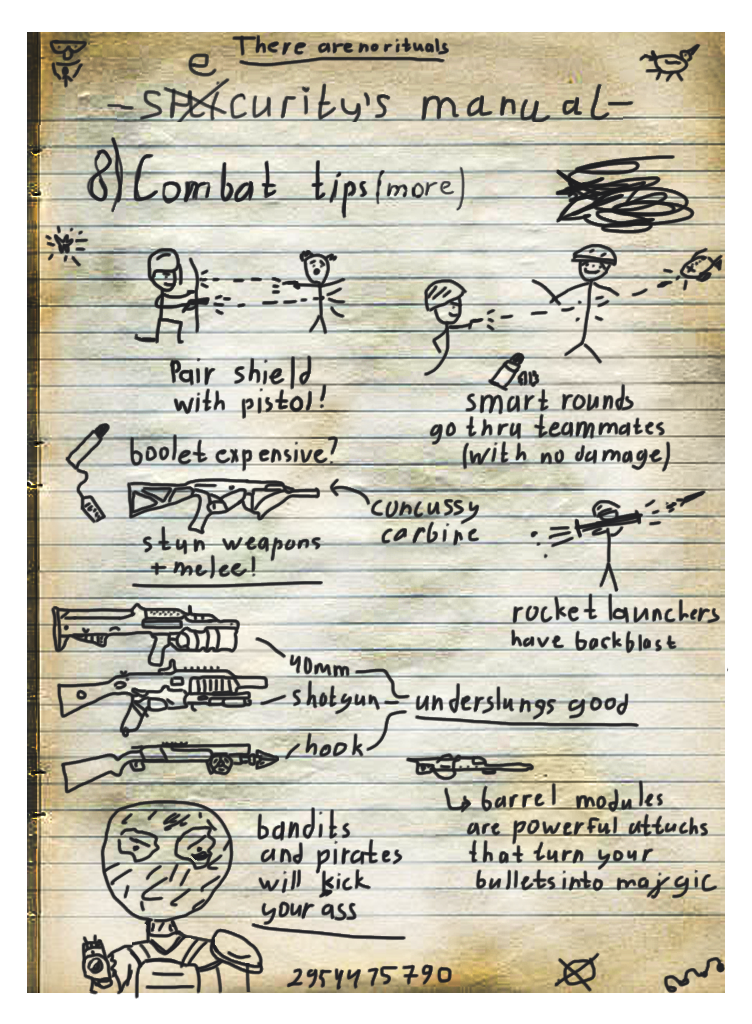 There are no rituals
e
-Security's manual-
8) Combat tips (more)
Pair shield
with pistol!
smart rounds
go thru teammates
(with no damage)
boolet expensive?
concussy
carbine
stun weapons
+ melee!
rocket launchers
have backblast
40mm
shotgun
hook
underslungs good
barrel modules
are powerful attachs
that turn your
bullets into majgic
bandits
and pirates
will kick
your ass
2954475790